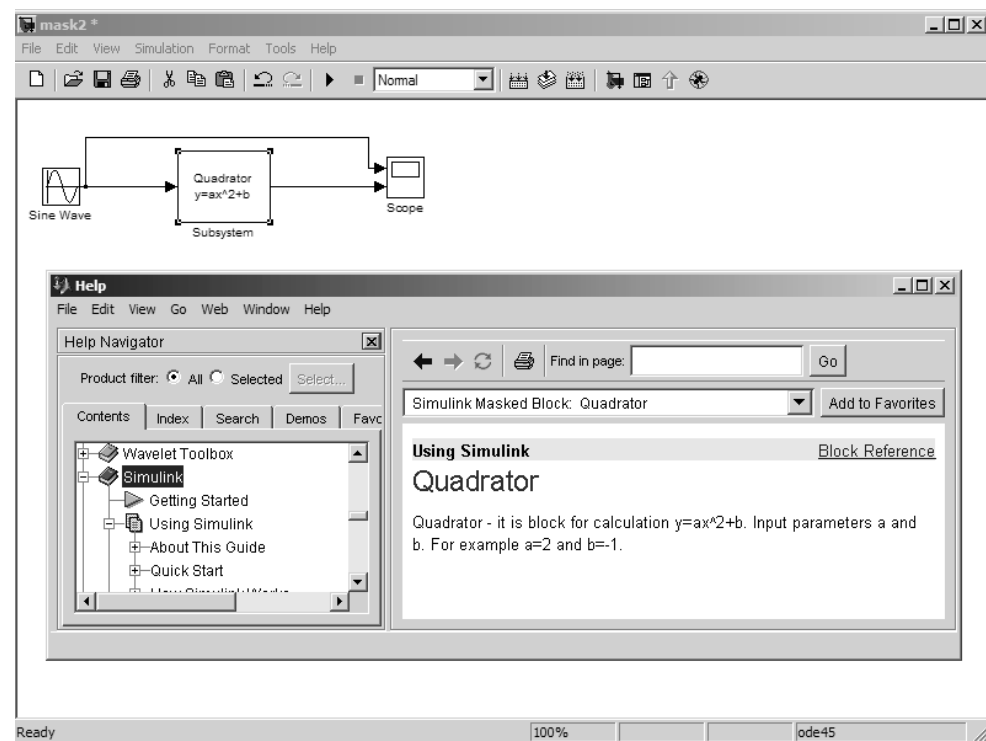 mask2 *
File Edit View Simulation Format Tools Help
Normal
Quadrator
y=ax^2+b
Sine Wave
Scope
Subsystem
Help
File Edit View Go Web Window Help
Help Navigator
Product filter: All Selected Select...
Contents Index Search Demos Favc
Wavelet Toolbox
Simulink
Getting Started
Using Simulink
About This Guide
Quick Start
Find in page: Go
Simulink Masked Block: Quadrator Add to Favorites
Using Simulink Block Reference
Quadrator
Quadrator - it is block for calculation y=ax^2+b. Input parameters a and
b. For example a=2 and b=-1.
Ready 100% ode45